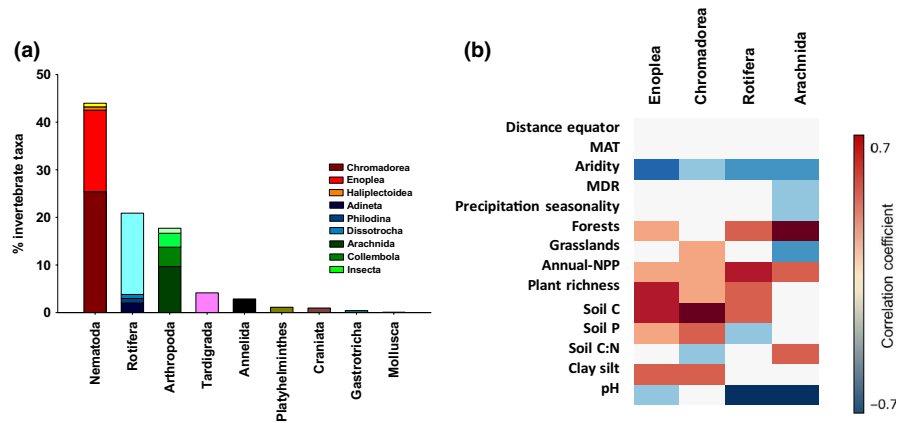 (a)
50
40
30
20
10
0
% invertebrate taxa
Chromadorea
Enoplea
Haliplectoidea
Adineta
Philodina
Dissotrocha
Arachnida
Collembola
Insecta
Nematoda
Rotifera
Arthropoda
Tardigrada
Annelida
Platyhelminthes
Craniata
Gastrotricha
Mollusca
(b)
Enoplea
Chromadorea
Rotifera
Arachnida
Distance equator
MAT
Aridity
MDR
Precipitation seasonality
Forests
Grasslands
Annual-NPP
Plant richness
Soil C
Soil P
Soil C:N
Clay silt
pH
0.7
−0.7
Correlation coefficient